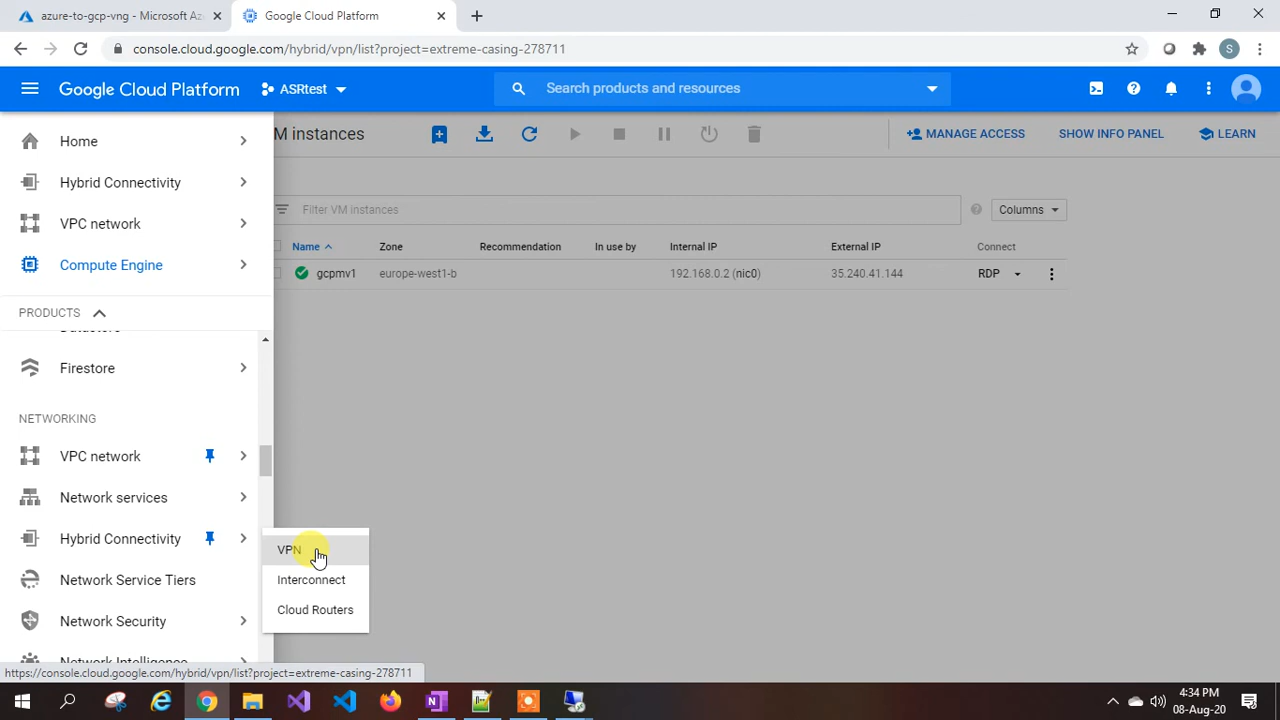 azure-to-gcp-vng - Microsoft Az
Google Cloud Platform
console.cloud.google.com/hybrid/vpn/list?project=extreme-casing-278711
S
Google Cloud Platform
ASRtest
Search products and resources
Home
Hybrid Connectivity
VPC network
Compute Engine
PRODUCTS
Datastore
Firestore
NETWORKING
VPC network
Network services
Hybrid Connectivity
Network Service Tiers
Network Security
Network Intelligence
VPN
Interconnect
Cloud Routers
M instances
MANAGE ACCESS
SHOW INFO PANEL
LEARN
Filter VM instances
Columns
Name Zone Recommendation In use by Internal IP External IP Connect
gcpmv1 europe-west1-b 192.168.0.2 (nic0) 35.240.41.144 RDP
https://console.cloud.google.com/hybrid/vpn/list?project=extreme-casing-278711
4:34 PM
08-Aug-20